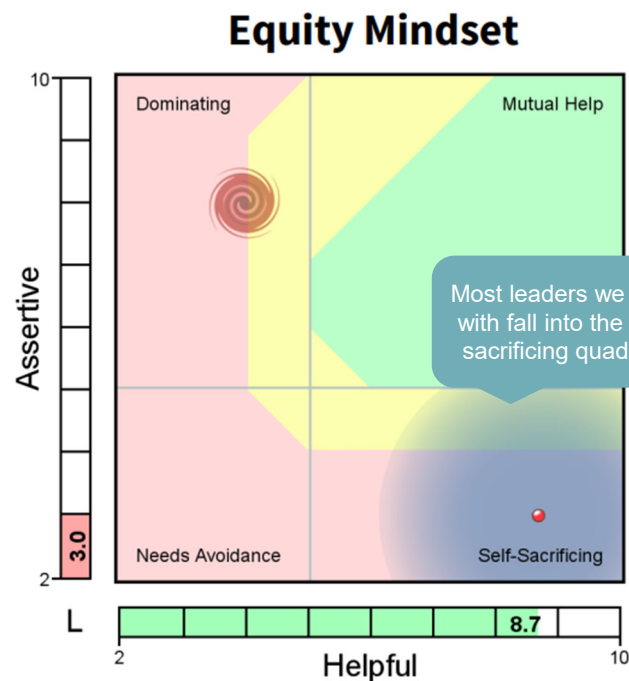 Equity Mindset
10
Dominating
Mutual Help
Assertive
Most leaders we
with fall into the
sacrificing quad
3.0
Needs Avoidance
Self-Sacrificing
2
L
8.7
2
10
Helpful